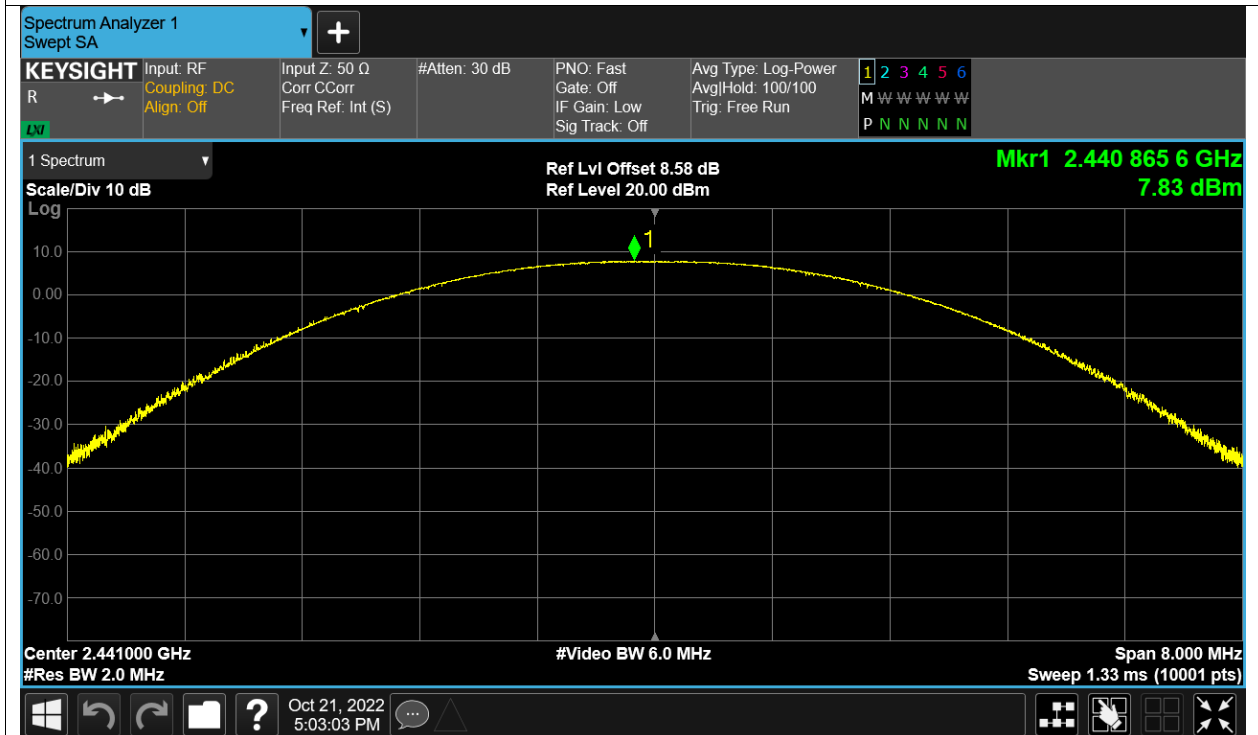 Spectrum Analyzer 1
Swept SA
KEYSIGHT
R
LXI
Input: RF
Coupling: DC
Align: Off
Input Z: 50 Ω
Corr CCorr
Freq Ref: Int (S)
#Atten: 30 dB
PNO: Fast
Gate: Off
IF Gain: Low
Sig Track: Off
Avg Type: Log-Power
Avg|Hold: 100/100
Trig: Free Run
1 2 3 4 5 6
M W W W W W
P N N N N N N
1 Spectrum
Scale/Div 10 dB
Log
Ref Lvl Offset 8.58 dB
Ref Level 20.00 dBm
Mkr1 2.440 865 6 GHz
7.83 dBm
1
10.0
0.00
-10.0
-20.0
-30.0
-40.0
-50.0
-60.0
-70.0
Center 2.441000 GHz
#Res BW 2.0 MHz
#Video BW 6.0 MHz
Span 8.000 MHz
Sweep 1.33 ms (10001 pts)
?
Oct 21, 2022
5:03:03 PM